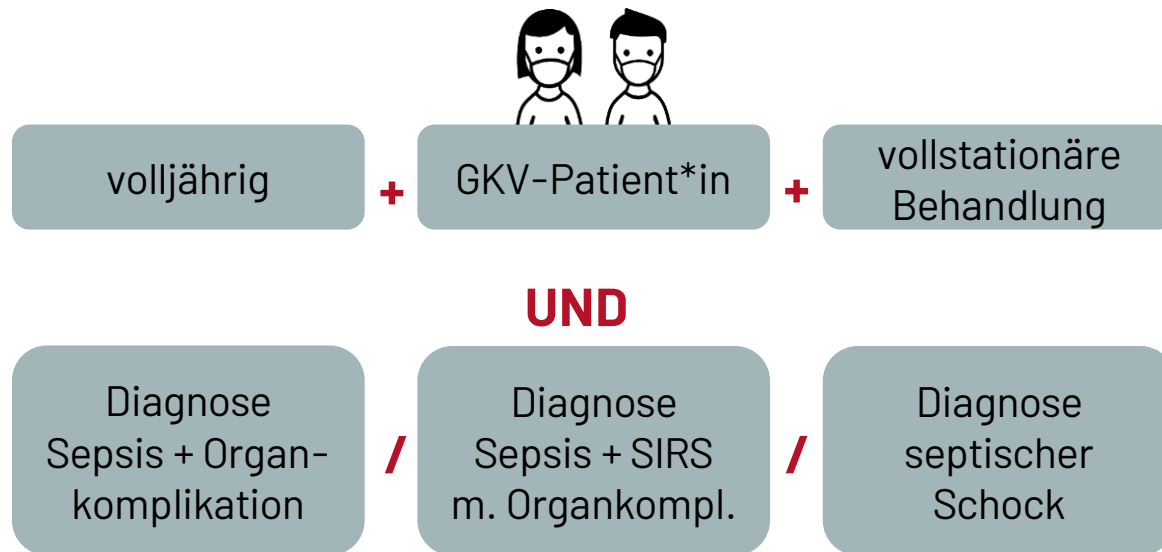 volljährig
+
GKV-Patient*in
+
vollstationäre
Behandlung
UND
Diagnose
Sepsis + Organ-
komplikation
/
Diagnose
Sepsis + SIRS
m. Organkompl.
/
Diagnose
septischer
Schock